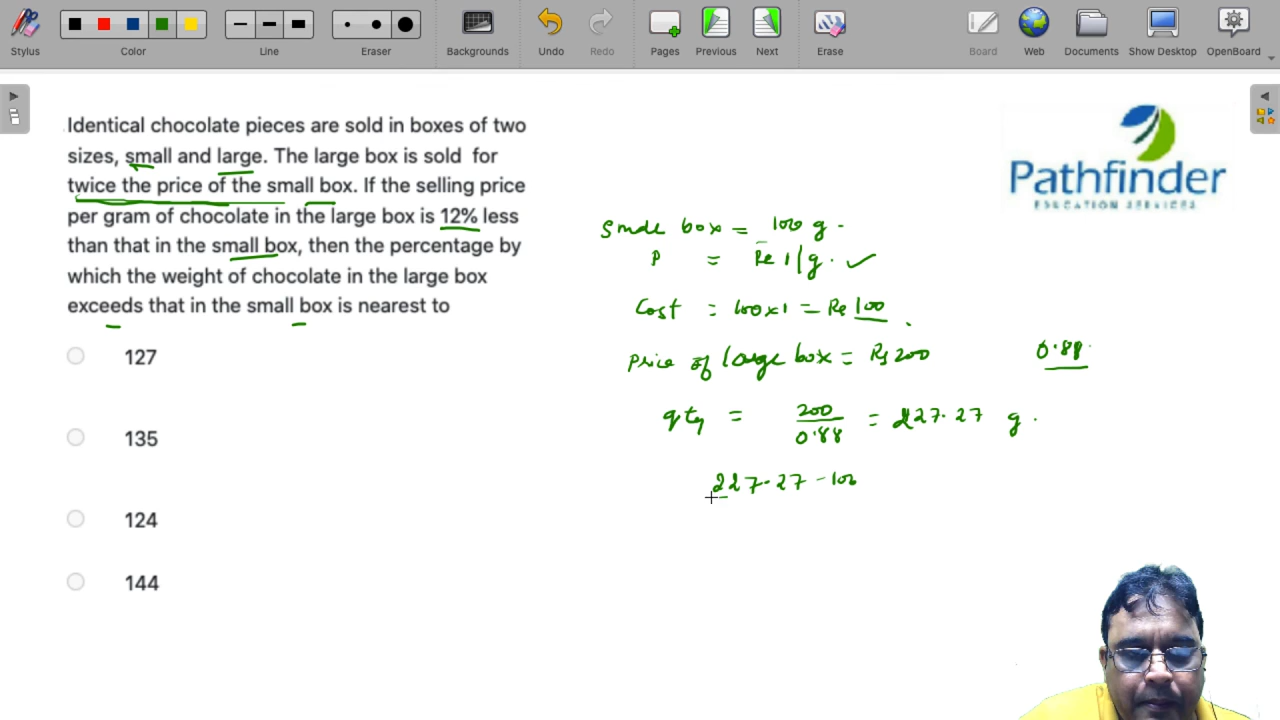 Stylus
Color
Line
Eraser
Backgrounds
Undo
Redo
Pages
Previous
Next
Erase
Board
Web
Documents
Show Desktop
OpenBoard
Identical chocolate pieces are sold in boxes of two
sizes, small and large. The large box is sold for
twice the price of the small box. If the selling price
per gram of chocolate in the large box is 12% less
than that in the small box, then the percentage by
which the weight of chocolate in the large box
exceeds that in the small box is nearest to
127
135
124
144
Pathfinder
EDUCATION SERVICES
box = 100 g.
P = Re 1/g.
Cost = 100x1 = Rs 100
Price of large box = Rs 200
0.88
qty = 200
0.88
= 227.27 g.
227.27 - 100